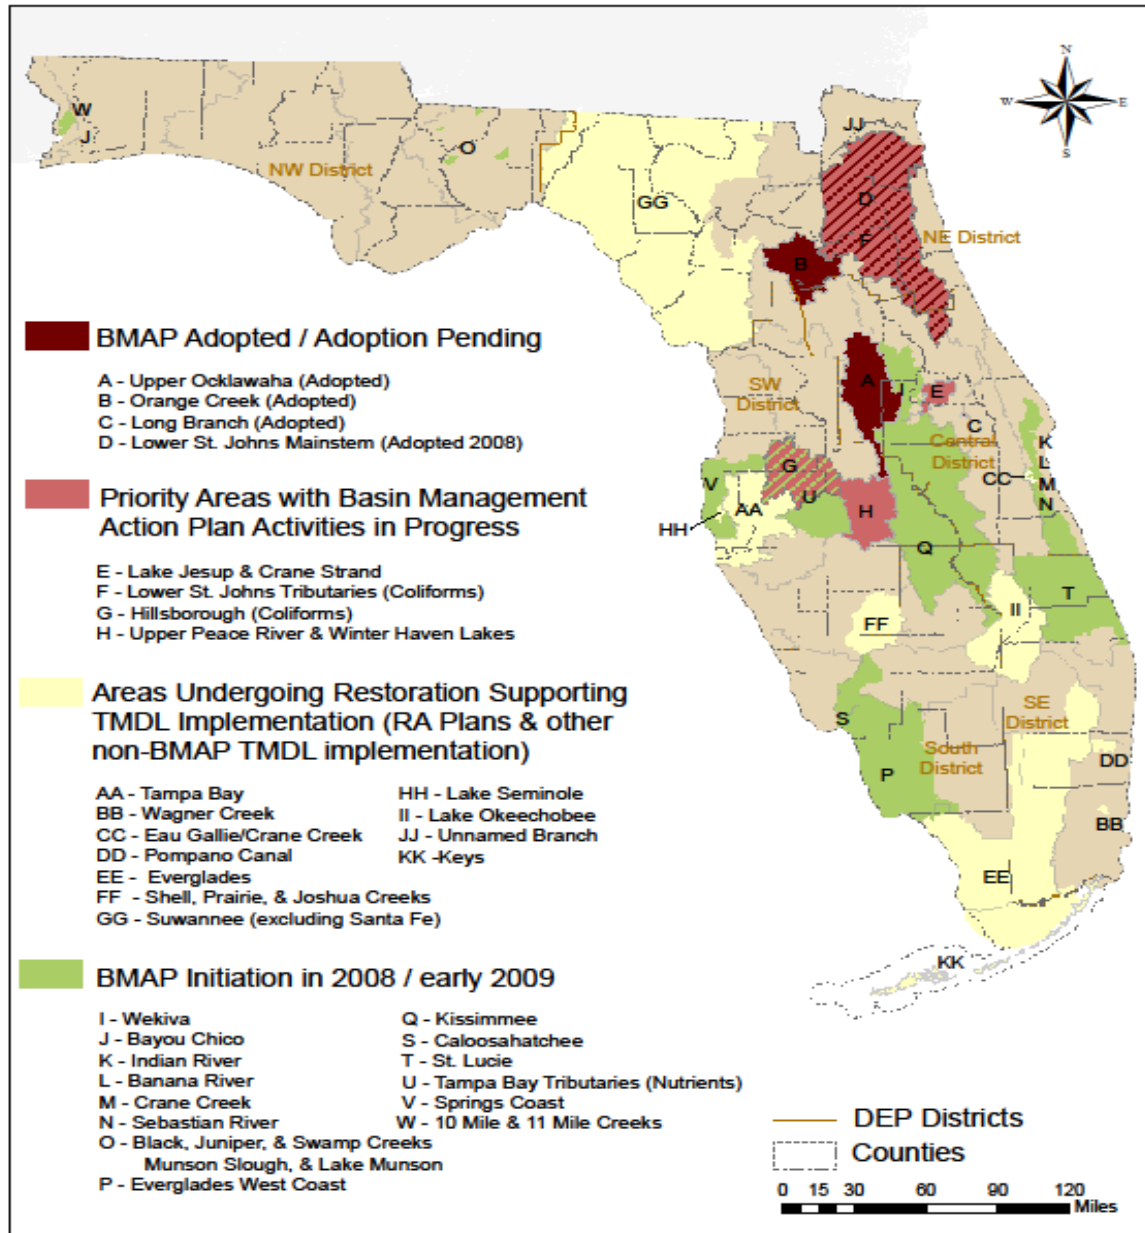 N
W E
S
W
J
NW District
O
GG
JJ
D
F
NE District
B
A
I
E
SW
District
C
Central
District
CC
K
L
M
N
V
G
U
AA
HH
H
Q
T
II
FF
S
P
South
District
SE
District
DD
BB
EE
KK
BMAP Adopted / Adoption Pending
A - Upper Ocklawaha (Adopted)
B - Orange Creek (Adopted)
C - Long Branch (Adopted)
D - Lower St. Johns Mainstem (Adopted 2008)
Priority Areas with Basin Management
Action Plan Activities in Progress
E - Lake Jesup & Crane Strand
F - Lower St. Johns Tributaries (Coliforms)
G - Hillsborough (Coliforms)
H - Upper Peace River & Winter Haven Lakes
Areas Undergoing Restoration Supporting
TMDL Implementation (RA Plans & other
non-BMAP TMDL implementation)
AA - Tampa Bay
BB - Wagner Creek
CC - Eau Gallie/Crane Creek
DD - Pompano Canal
EE - Everglades
FF - Shell, Prairie, & Joshua Creeks
GG - Suwannee (excluding Santa Fe)
HH - Lake Seminole
II - Lake Okeechobee
JJ - Unnamed Branch
KK -Keys
BMAP Initiation in 2008 / early 2009
I - Wekiva
J - Bayou Chico
K - Indian River
L - Banana River
M - Crane Creek
N - Sebastian River
O - Black, Juniper, & Swamp Creeks
Munson Slough, & Lake Munson
P - Everglades West Coast
Q - Kissimmee
S - Caloosahatchee
T - St. Lucie
U - Tampa Bay Tributaries (Nutrients)
V - Springs Coast
W - 10 Mile & 11 Mile Creeks
DEP Districts
Counties
0 15 30 60 90 120
Miles